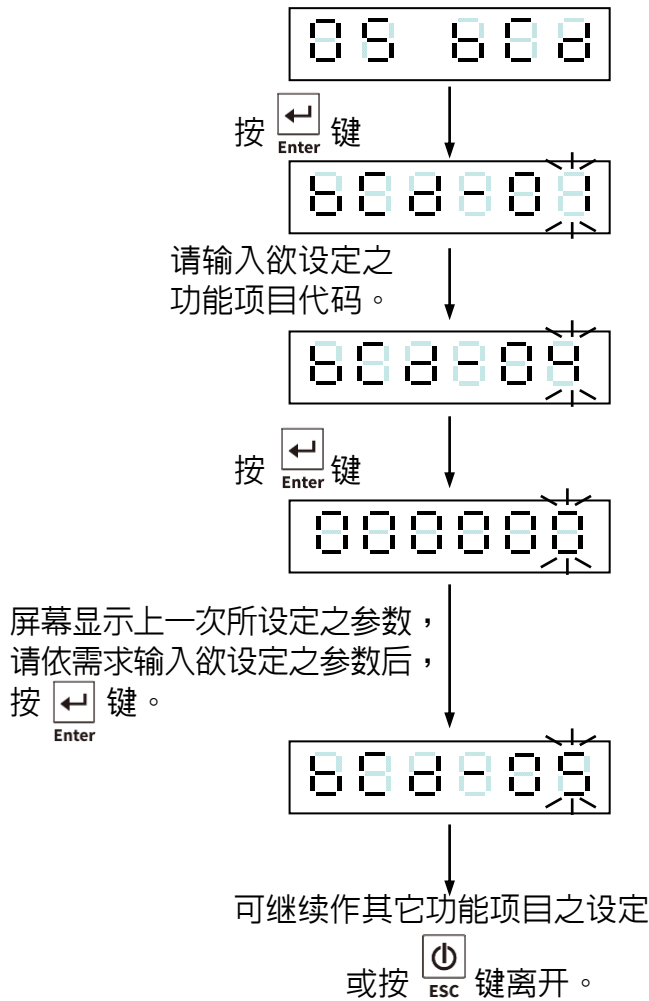 05 bCd
按 Enter 键
bCd-01
请输入欲设定之
功能项目代码。
bCd-04
按 Enter 键
000000
屏幕显示上一次所设定之参数，
请依需求输入欲设定之参数后，
按 Enter 键。
bCd-05
可继续作其它功能项目之设定
或按 ESC 键离开。